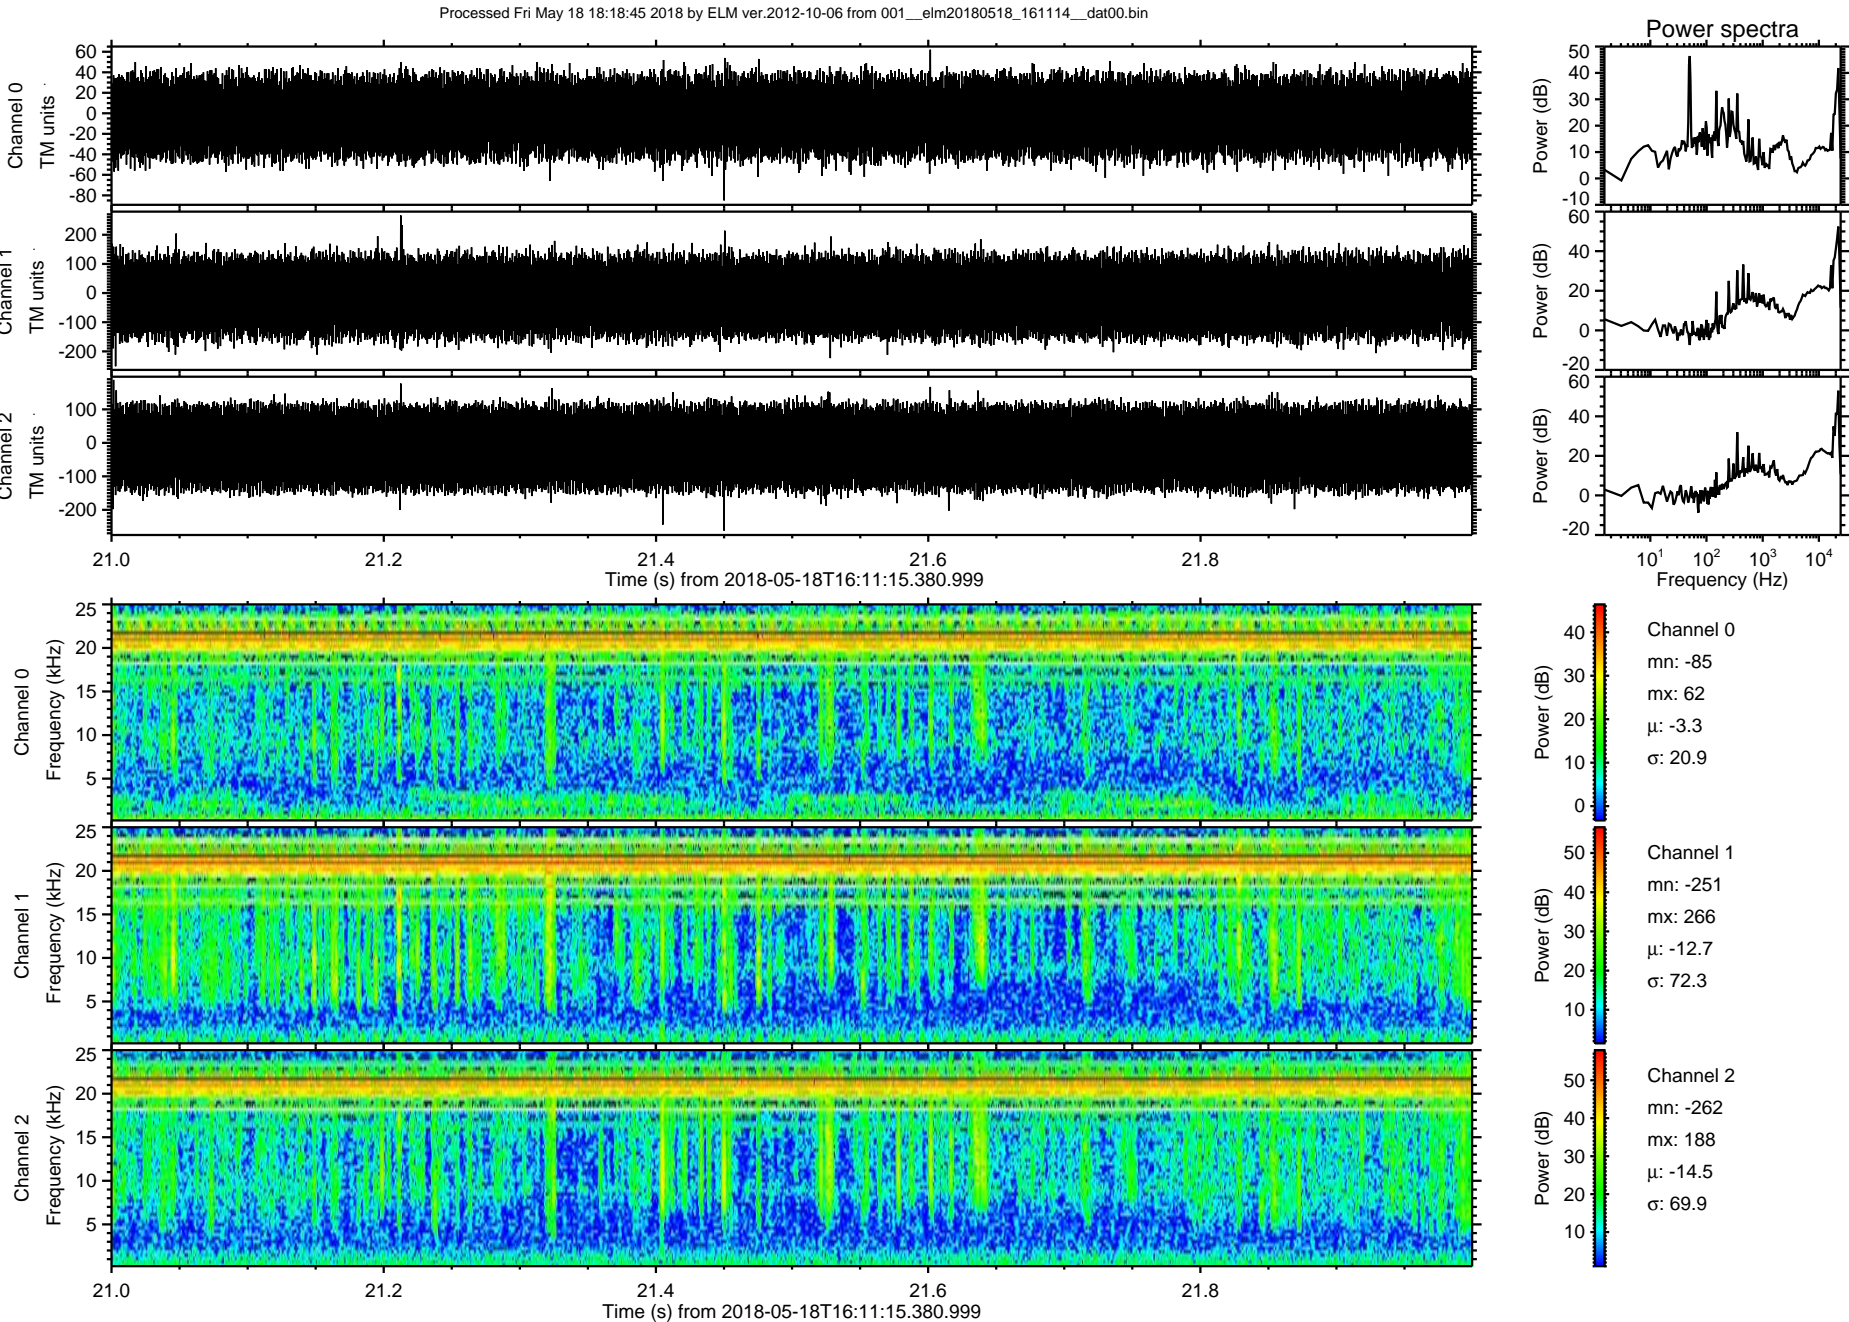 Processed Fri May 18 18:18:45 2018 by ELM ver.2012-10-06 from 001__elm20180518_161114__dat00.bin
Power spectra
Channel 0
TM units
60
40
20
0
-20
-40
-60
-80
Power (dB)
50
40
30
20
10
0
-10
Channel 1
TM units
200
100
0
-100
-200
Power (dB)
60
40
20
0
-20
Channel 2
TM units
100
0
-100
-200
Power (dB)
60
40
20
0
-20
21.0 21.2 21.4 21.6 21.8
Time (s) from 2018-05-18T16:11:15.380.999
10¹ 10² 10³ 10⁴
Frequency (Hz)
Channel 0
Frequency (kHz)
25
20
15
10
5
Power (dB)
40
30
20
10
0
Channel 0
mn: -85
mx: 62
μ: -3.3
σ: 20.9
Channel 1
Frequency (kHz)
25
20
15
10
5
Power (dB)
50
40
30
20
10
Channel 1
mn: -251
mx: 266
μ: -12.7
σ: 72.3
Channel 2
Frequency (kHz)
25
20
15
10
5
Power (dB)
50
40
30
20
10
Channel 2
mn: -262
mx: 188
μ: -14.5
σ: 69.9
21.0 21.2 21.4 21.6 21.8
Time (s) from 2018-05-18T16:11:15.380.999